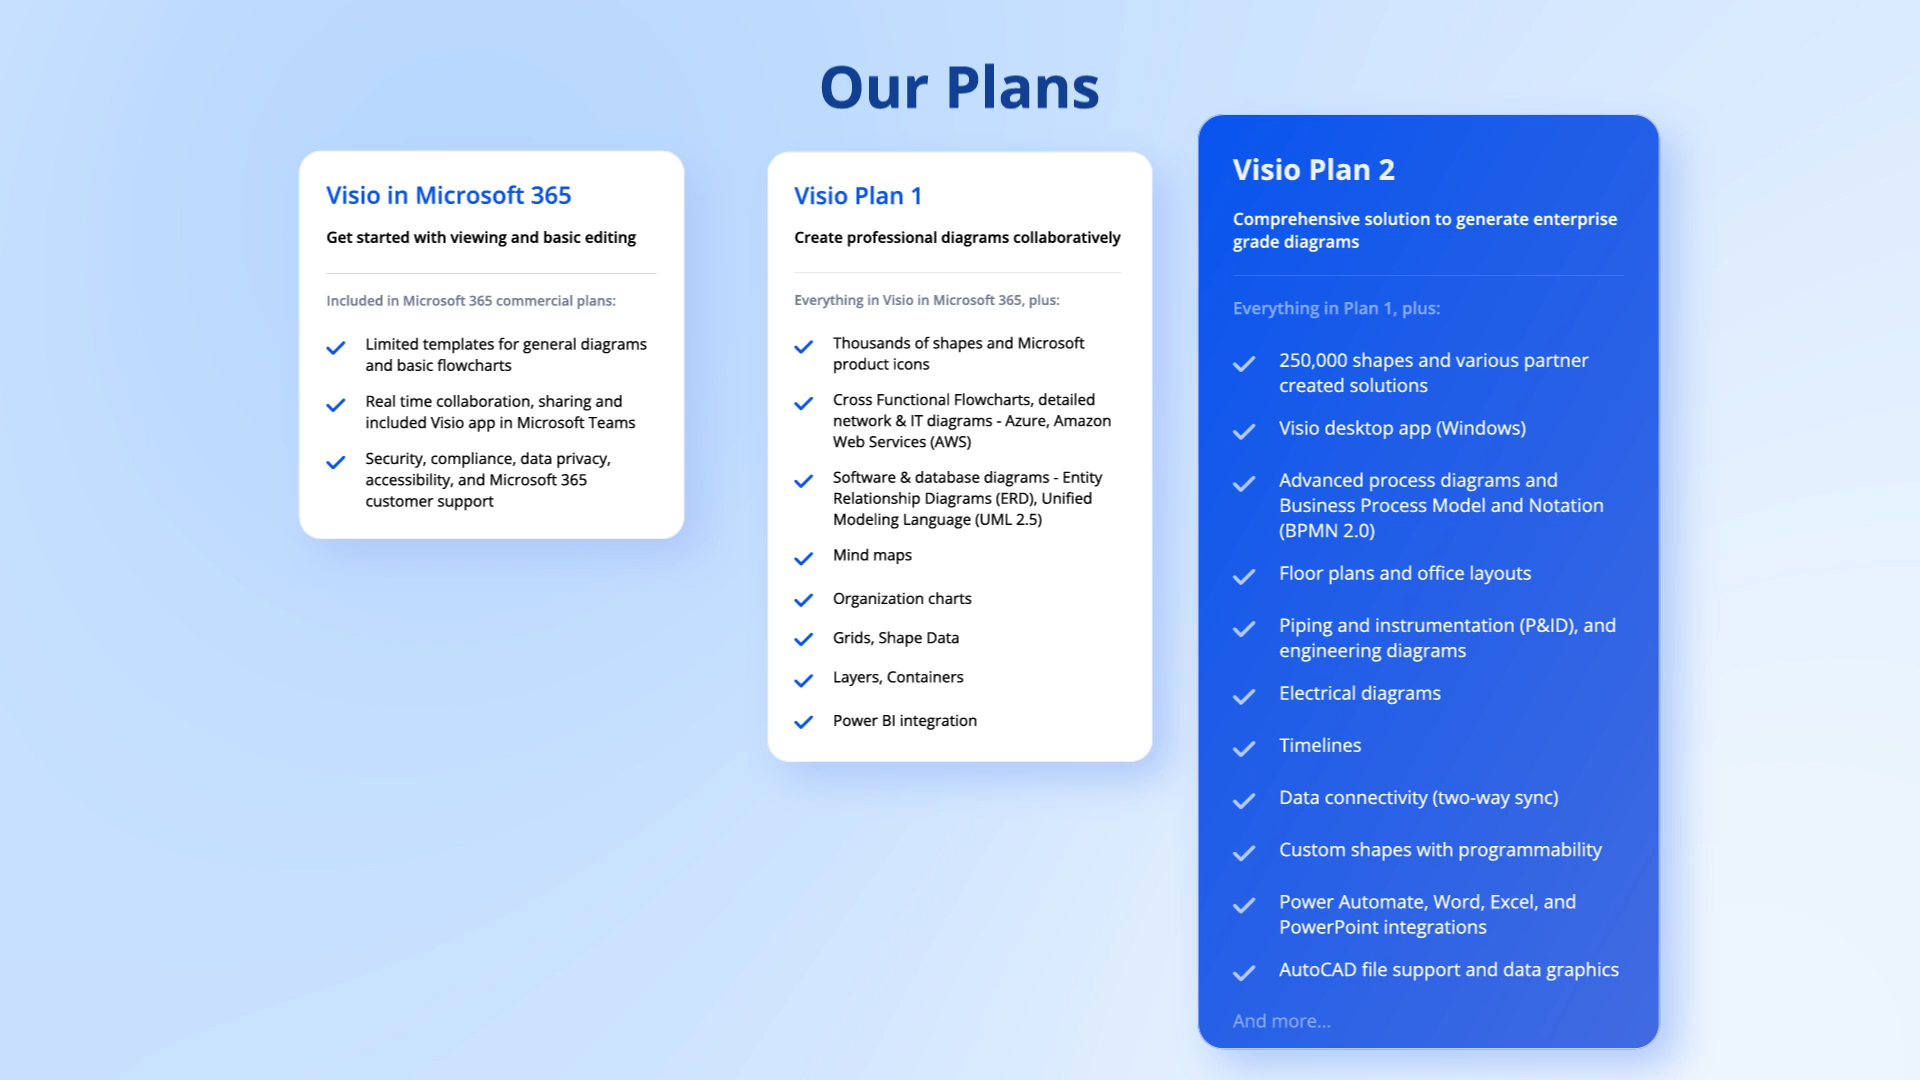 Our Plans
Visio in Microsoft 365
Get started with viewing and basic editing
Included in Microsoft 365 commercial plans:
Limited templates for general diagrams
and basic flowcharts
Real time collaboration, sharing and
included Visio app in Microsoft Teams
Security, compliance, data privacy,
accessibility, and Microsoft 365
customer support
Visio Plan 1
Create professional diagrams collaboratively
Everything in Visio in Microsoft 365, plus:
Thousands of shapes and Microsoft
product icons
Cross Functional Flowcharts, detailed
network & IT diagrams - Azure, Amazon
Web Services (AWS)
Software & database diagrams - Entity
Relationship Diagrams (ERD), Unified
Modeling Language (UML 2.5)
Mind maps
Organization charts
Grids, Shape Data
Layers, Containers
Power BI integration
Visio Plan 2
Comprehensive solution to generate enterprise
grade diagrams
Everything in Plan 1, plus:
250,000 shapes and various partner
created solutions
Visio desktop app (Windows)
Advanced process diagrams and
Business Process Model and Notation
(BPMN 2.0)
Floor plans and office layouts
Piping and instrumentation (P&ID), and
engineering diagrams
Electrical diagrams
Timelines
Data connectivity (two-way sync)
Custom shapes with programmability
Power Automate, Word, Excel, and
PowerPoint integrations
AutoCAD file support and data graphics
And more...